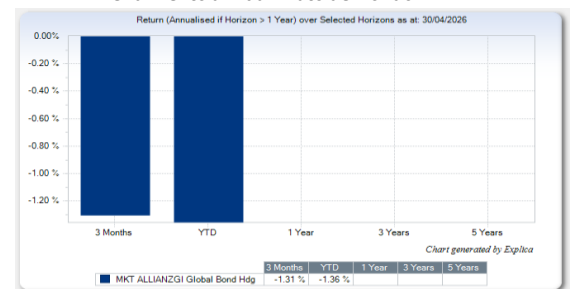 Return (Annualised if Horizon > 1 Year) over Selected Horizons as at: 30/04/2026
0.00%
-0.20 %
-0.40 %
-0.60 %
-0.80 %
-1.00 %
-1.20 %
3 Months YTD 1 Year 3 Years 5 Years
Chart generated by Explica
3 Months YTD 1 Year 3 Years 5 Years
MKT ALLIANZGI Global Bond Hdg -1.31 % -1.36 %